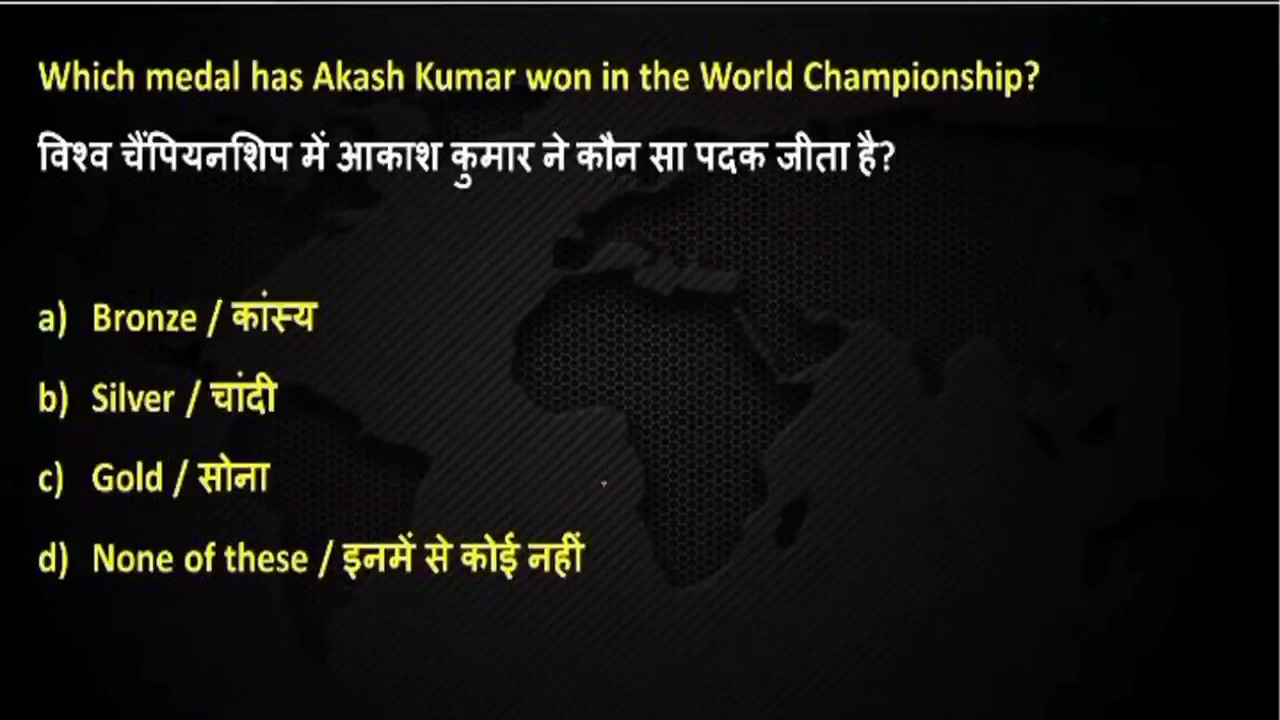 Which medal has Akash Kumar won in the World Championship?
विश्व चैंपियनशिप में आकाश कुमार ने कौन सा पदक जीता है?
a) Bronze / कांस्य
b) Silver / चांदी
c) Gold / सोना
d) None of these / इनमें से कोई नहीं